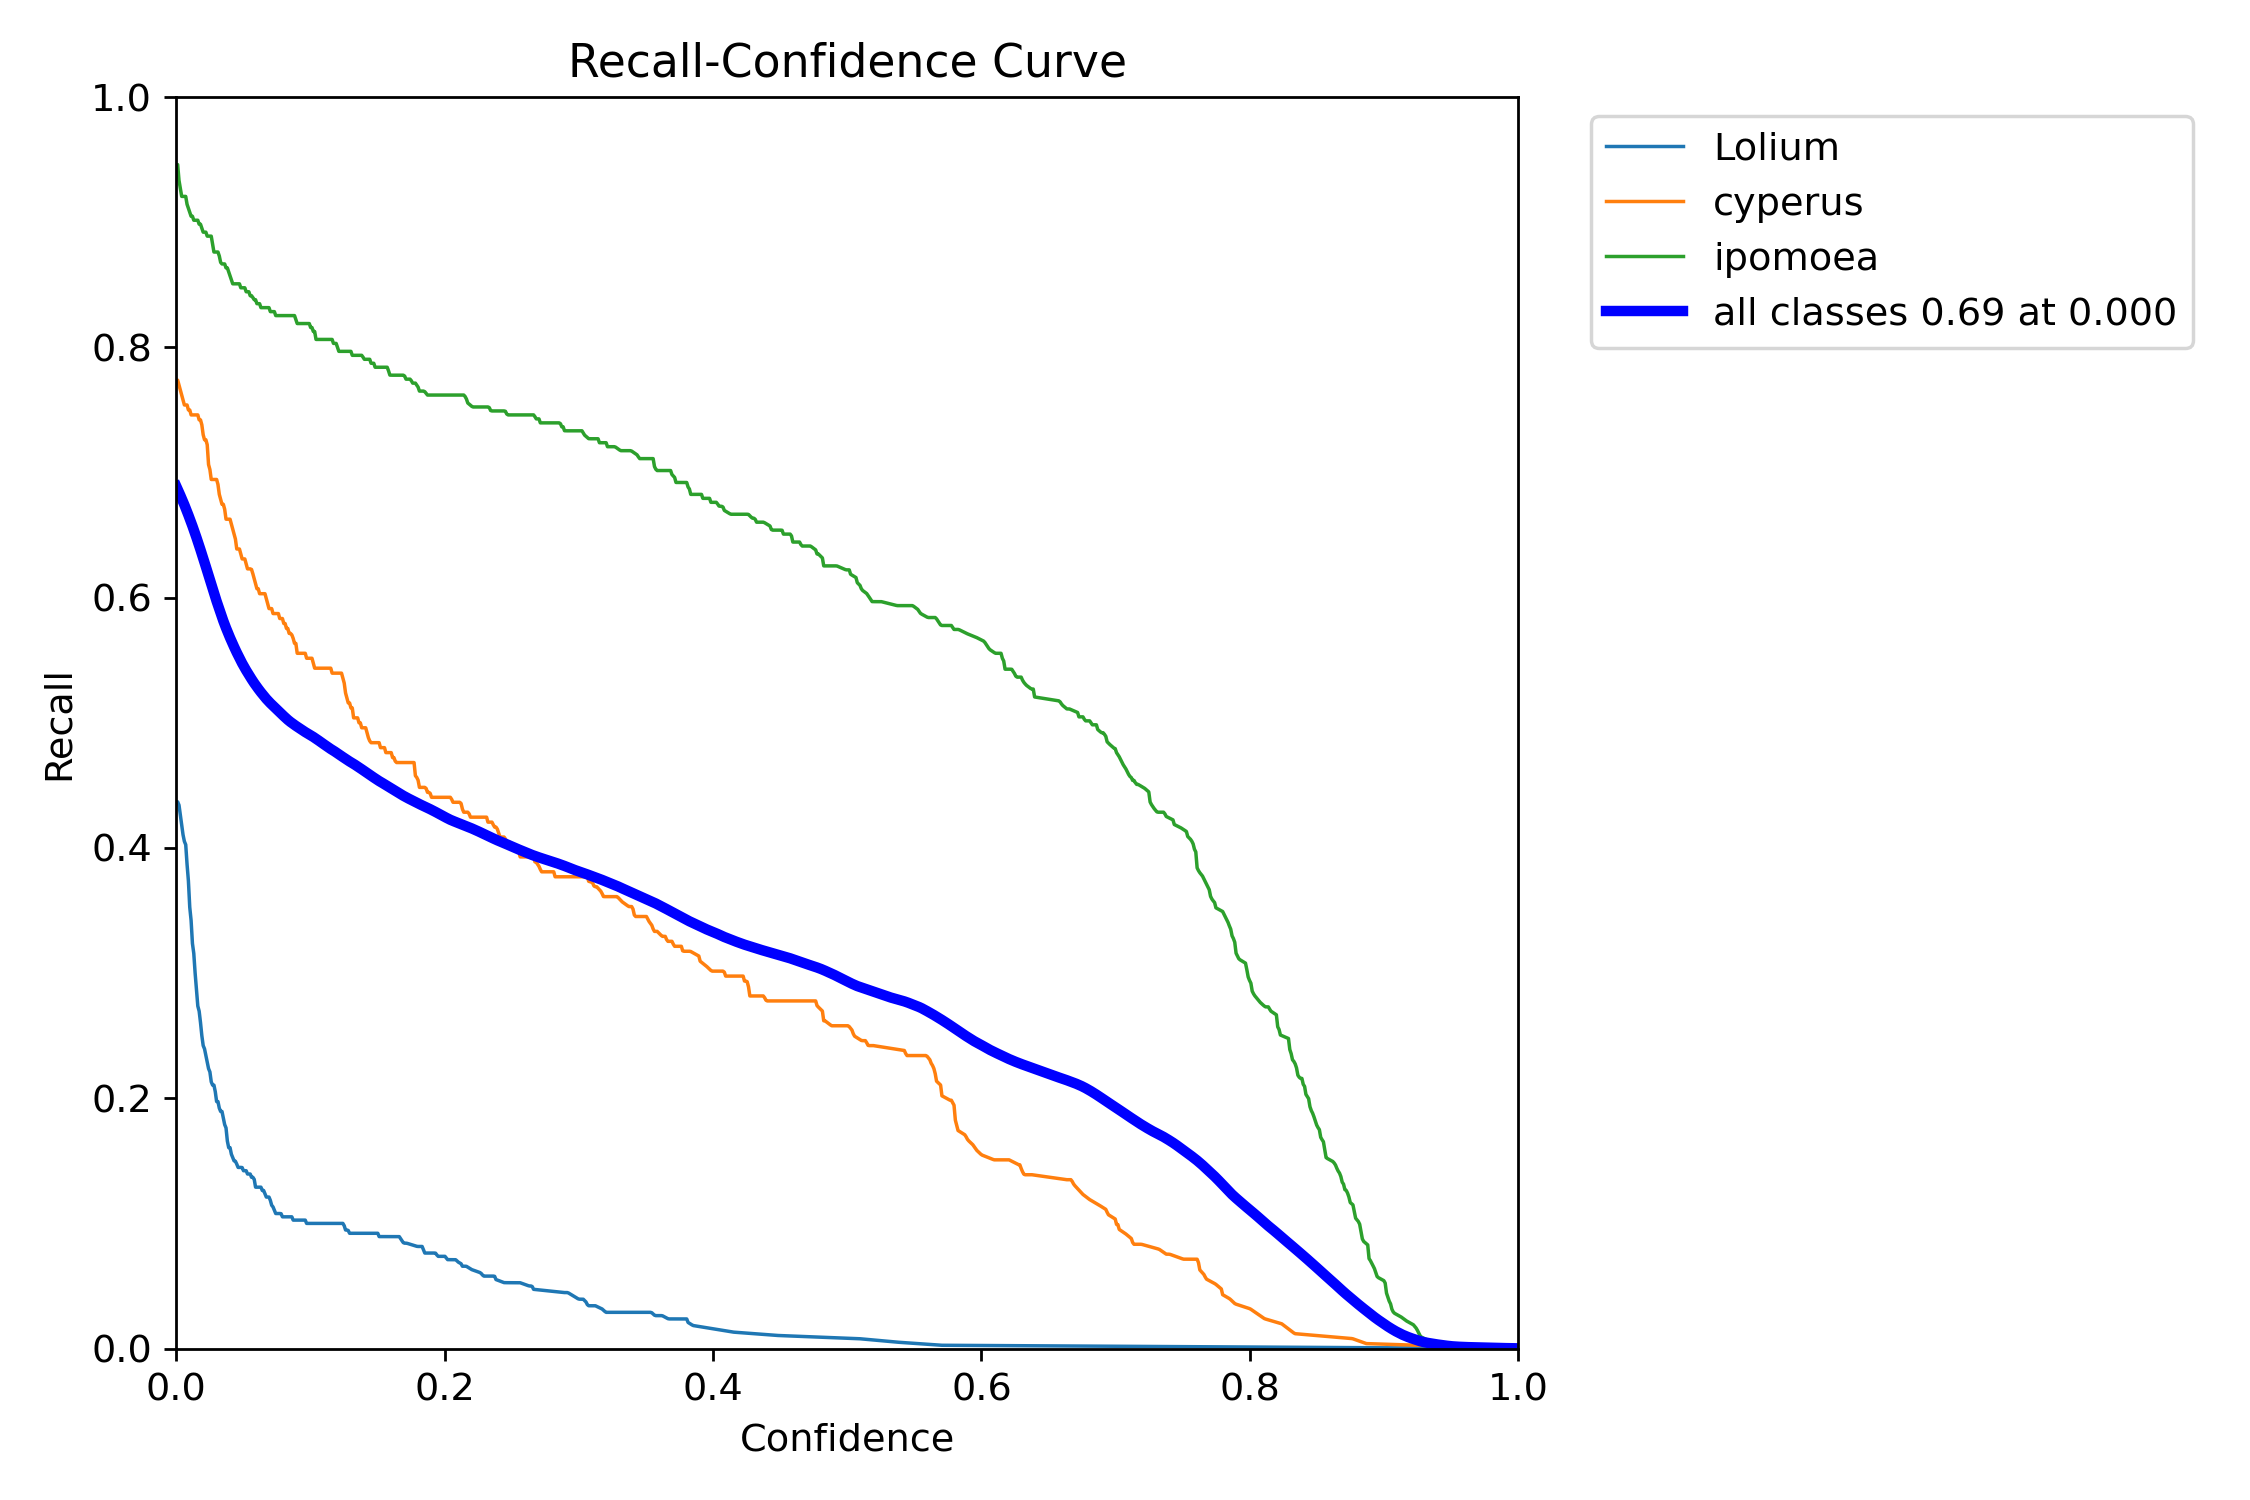 Recall-Confidence Curve
1.0
0.8
0.6
0.4
0.2
0.0
Recall
0.0 0.2 0.4 0.6 0.8 1.0
Confidence
Lolium
cyperus
ipomoea
all classes 0.69 at 0.000